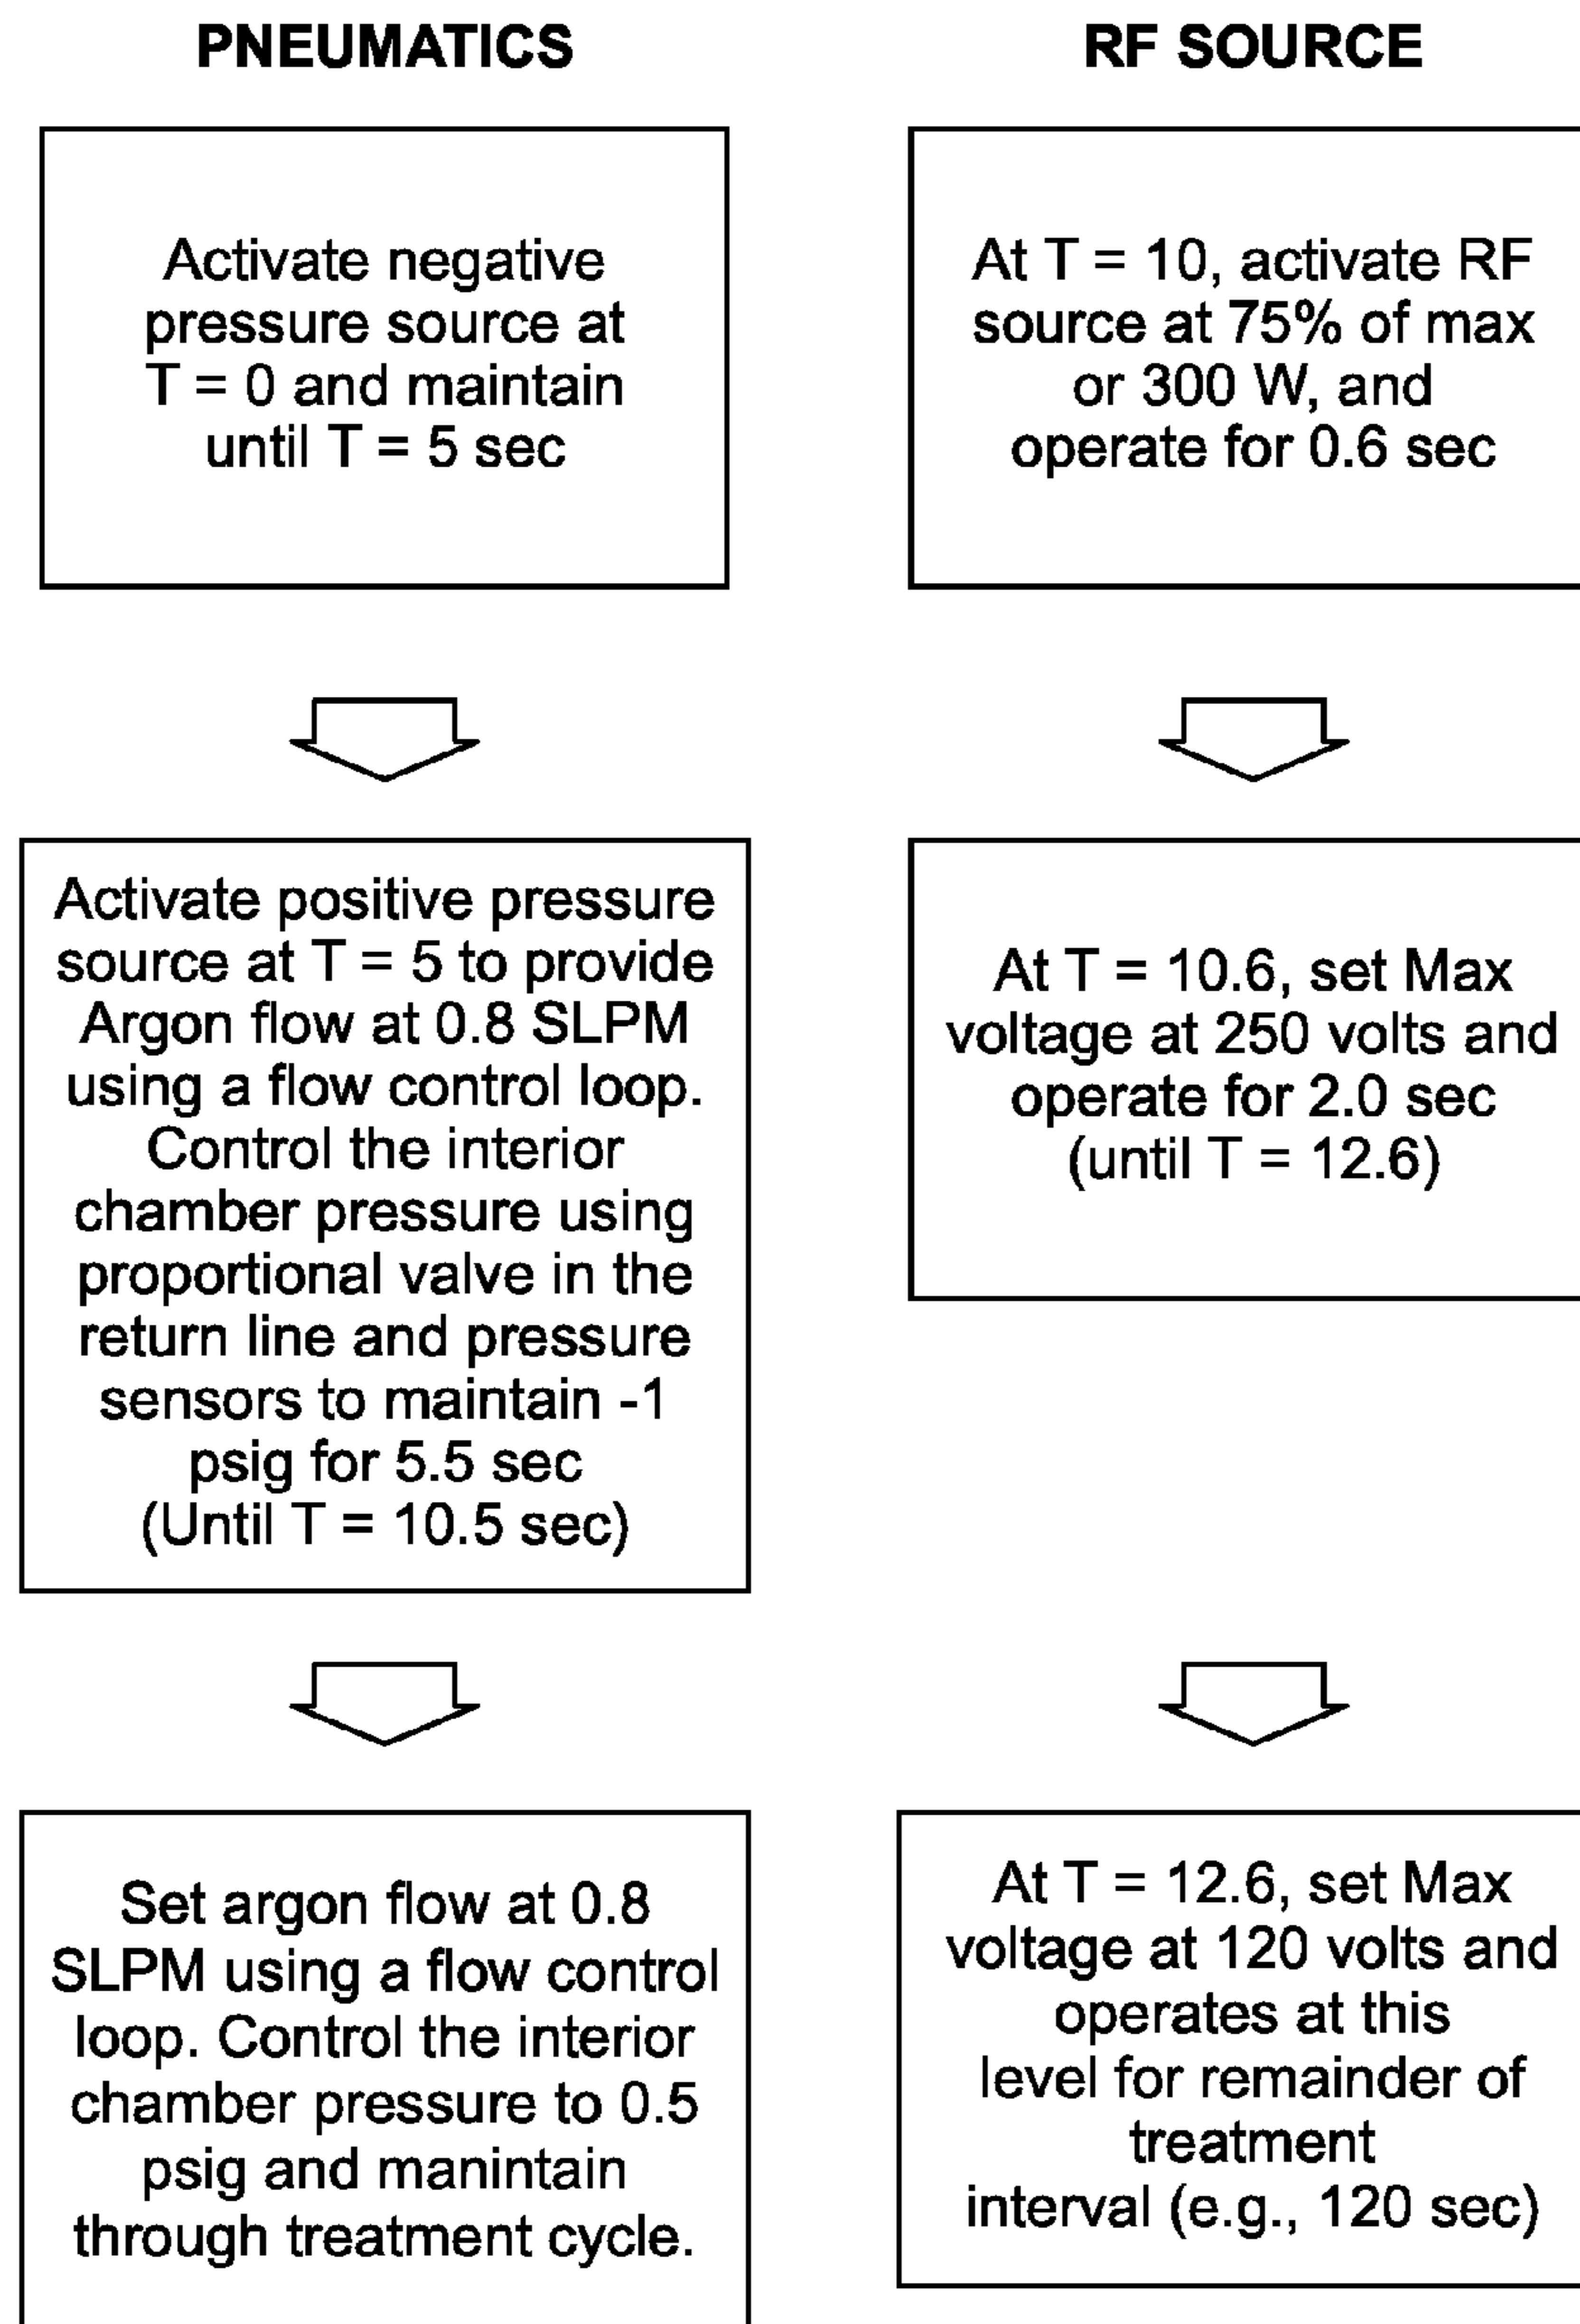 PNEUMATICS
Activate negative
pressure source at
T = 0 and maintain
until T = 5 sec
Activate positive pressure
source at T = 5 to provide
Argon flow at 0.8 SLPM
using a flow control loop.
Control the interior
chamber pressure using
proportional valve in the
return line and pressure
sensors to maintain -1
psig for 5.5 sec
(Until T = 10.5 sec)
Set argon flow at 0.8
SLPM using a flow control
loop. Control the interior
chamber pressure to 0.5
psig and manintain
through treatment cycle.
RF SOURCE
At T = 10, activate RF
source at 75% of max
or 300 W, and
operate for 0.6 sec
At T = 10.6, set Max
voltage at 250 volts and
operate for 2.0 sec
(until T = 12.6)
At T = 12.6, set Max
voltage at 120 volts and
operates at this
level for remainder of
treatment
interval (e.g., 120 sec)